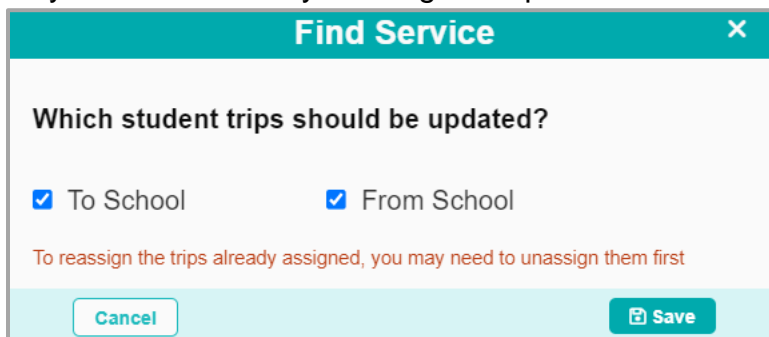 Find Service ×
Which student trips should be updated?
To School From School
To reassign the trips already assigned, you may need to unassign them first
Cancel Save